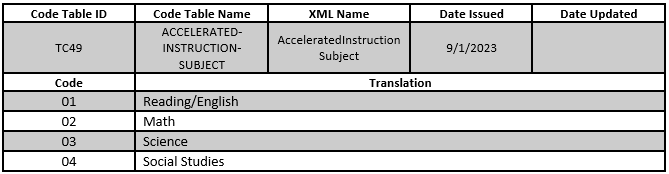 Code Table ID Code Table Name XML Name Date Issued Date Updated
TC49 ACCELERATED-INSTRUCTION-SUBJECT AcceleratedInstruction Subject 9/1/2023
Code Translation
01 Reading/English
02 Math
03 Science
04 Social Studies